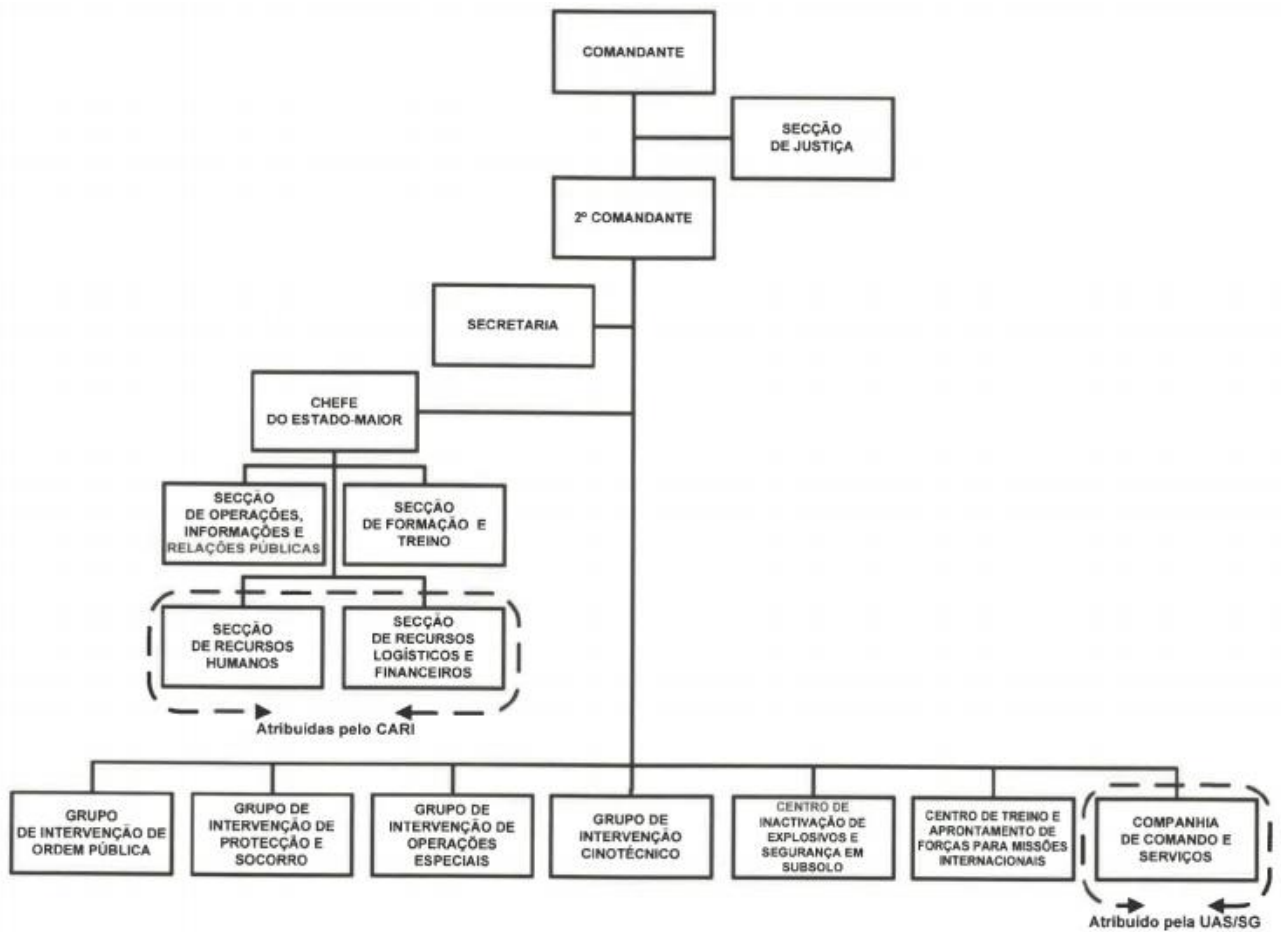 COMANDANTE
SECÇÃO
DE JUSTIÇA
2º COMANDANTE
SECRETARIA
CHEFE
DO ESTADO-MAIOR
SECÇÃO
DE OPERAÇÕES,
INFORMAÇÕES E
RELAÇÕES PÚBLICAS
SECÇÃO
DE FORMAÇÃO E
TREINO
SECÇÃO
DE RECURSOS
HUMANOS
SECÇÃO
DE RECURSOS
LOGÍSTICOS E
FINANCEIROS
Atribuídas pelo CARI
GRUPO
DE INTERVENÇÃO DE
ORDEM PÚBLICA
GRUPO DE
INTERVENÇÃO DE
PROTECÇÃO E
SOCORRO
GRUPO DE
INTERVENÇÃO DE
OPERAÇÕES
ESPECIAIS
GRUPO DE
INTERVENÇÃO
CINOTÉCNICO
CENTRO DE
INACTIVAÇÃO DE
EXPLOSIVOS E
SEGURANÇA EM
SUBSOLO
CENTRO DE TREINO E
APRONTAMENTO DE
FORÇAS PARA MISSÕES
INTERNACIONAIS
COMPANHIA
DE COMANDO E
SERVIÇOS
Atribuido pela UAS/SG